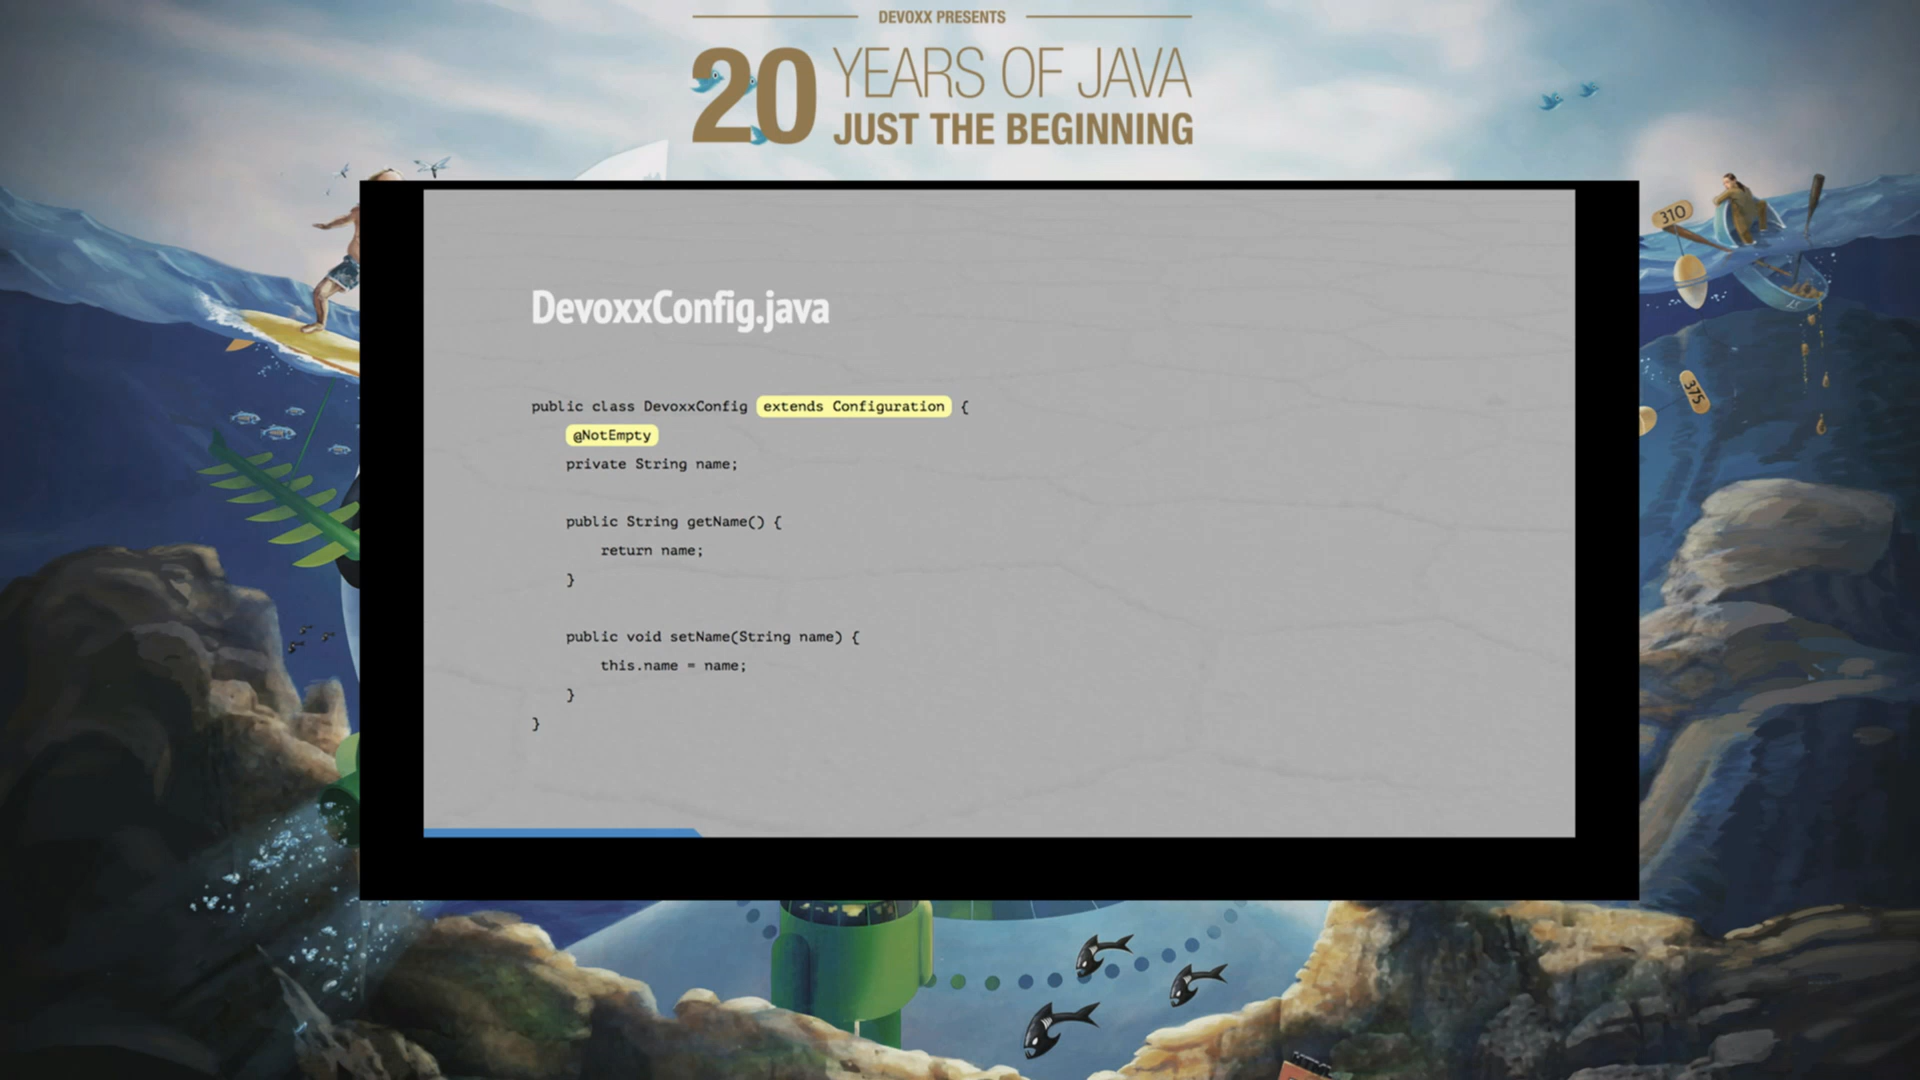 DEVOXX PRESENTS
20 YEARS OF JAVA
JUST THE BEGINNING
310
375
DevoxxConfig.java
public class DevoxxConfig extends Configuration {
@NotEmpty
private String name;
public String getName() {
return name;
}
public void setName(String name) {
this.name = name;
}
}